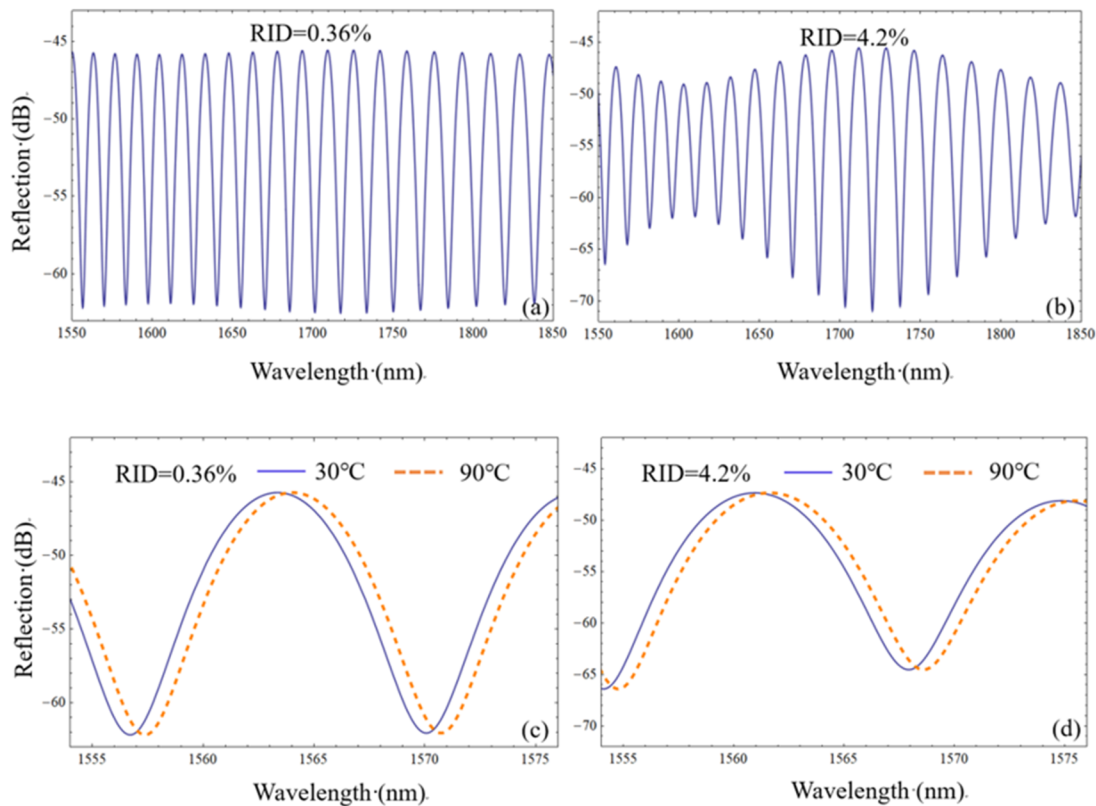 RID=0.36%
−45
−50
−55
−60
Reflection·(dB)
1550 1600 1650 1700 1750 1800 1850
(a)
Wavelength·(nm)
RID=4.2%
−45
−50
−55
−60
−65
−70
1550 1600 1650 1700 1750 1800 1850
(b)
Wavelength·(nm)
RID=0.36% 30℃ 90℃
−45
−50
−55
−60
Reflection·(dB)
1555 1560 1565 1570 1575
(c)
Wavelength·(nm)
RID=4.2% 30℃ 90℃
−45
−50
−55
−60
−65
−70
1555 1560 1565 1570 1575
(d)
Wavelength·(nm)